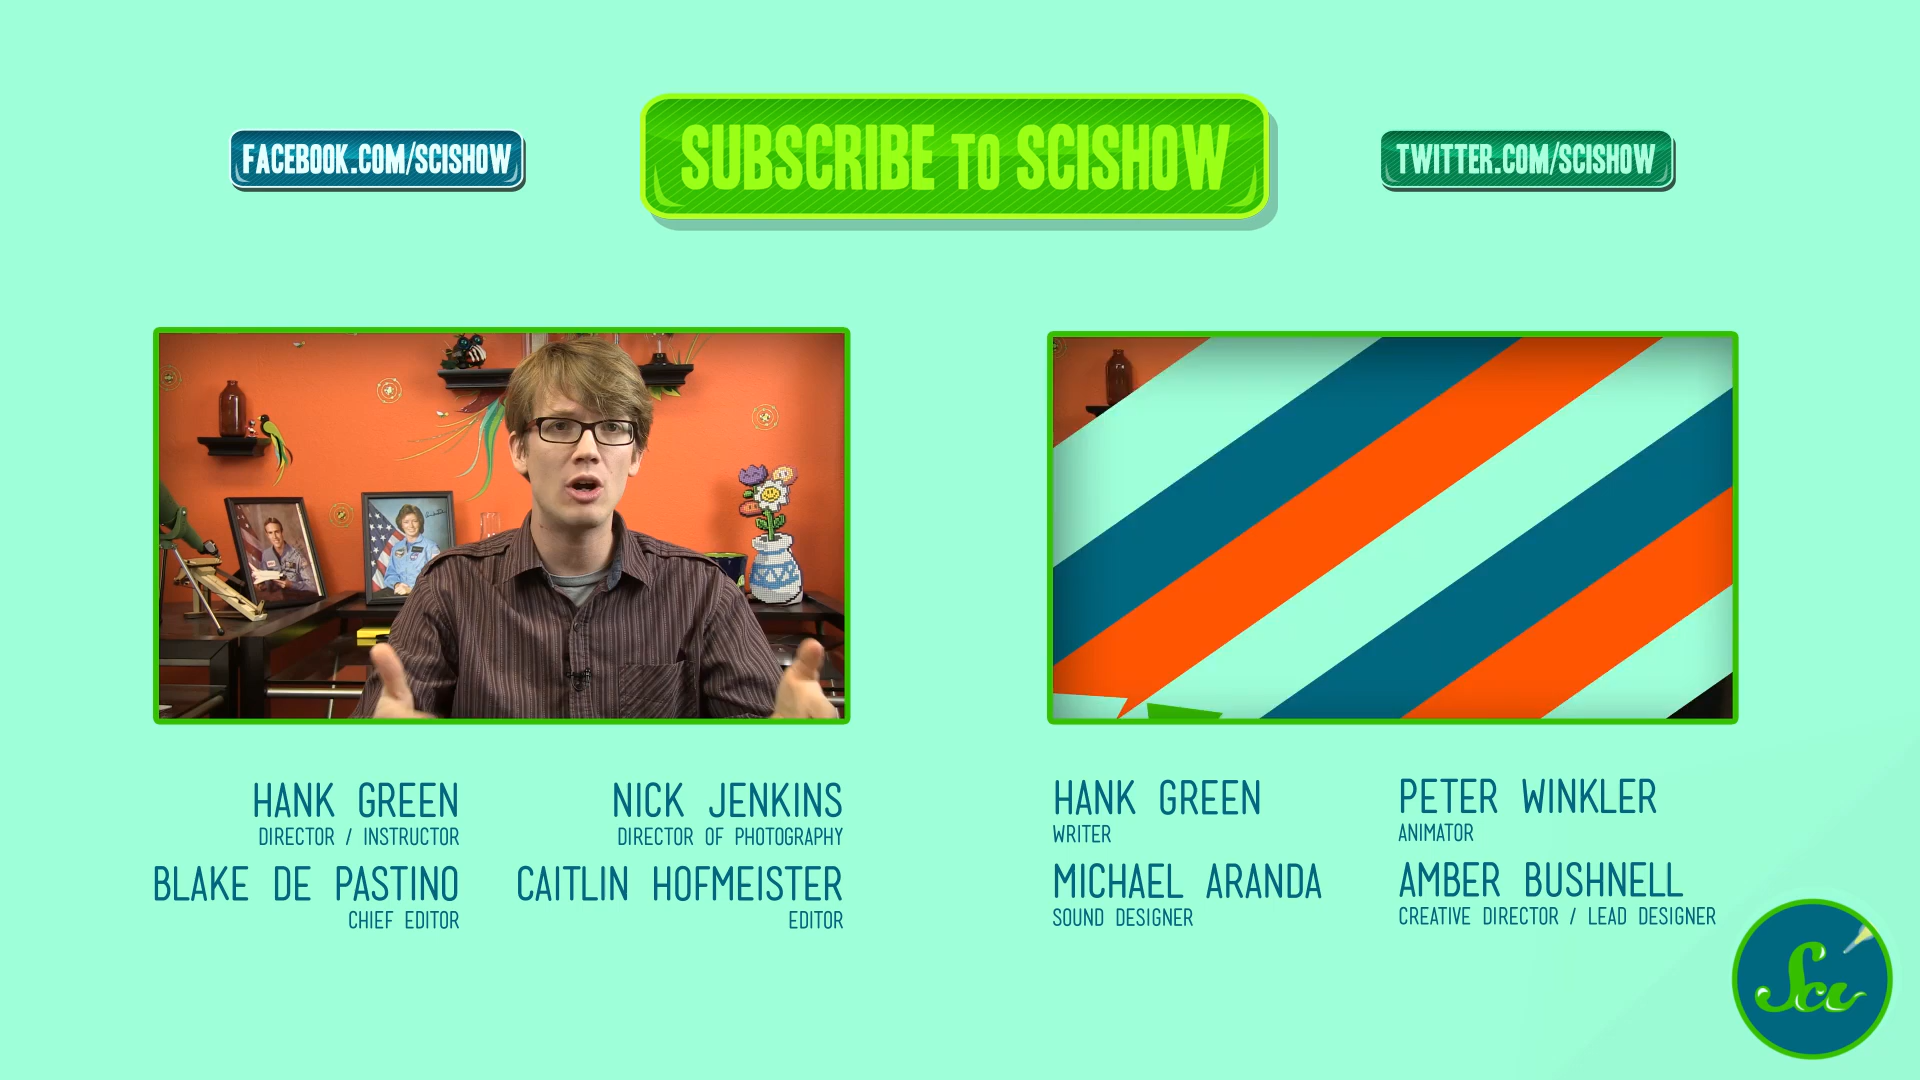 FACEBOOK.COM/SCISHOW
SUBSCRIBE TO SCISHOW
TWITTER.COM/SCISHOW
HANK GREEN
DIRECTOR / INSTRUCTOR
NICK JENKINS
DIRECTOR OF PHOTOGRAPHY
BLAKE DE PASTINO
CHIEF EDITOR
CAITLIN HOFMEISTER
EDITOR
HANK GREEN
WRITER
PETER WINKLER
ANIMATOR
MICHAEL ARANDA
SOUND DESIGNER
AMBER BUSHNELL
CREATIVE DIRECTOR / LEAD DESIGNER
Sci